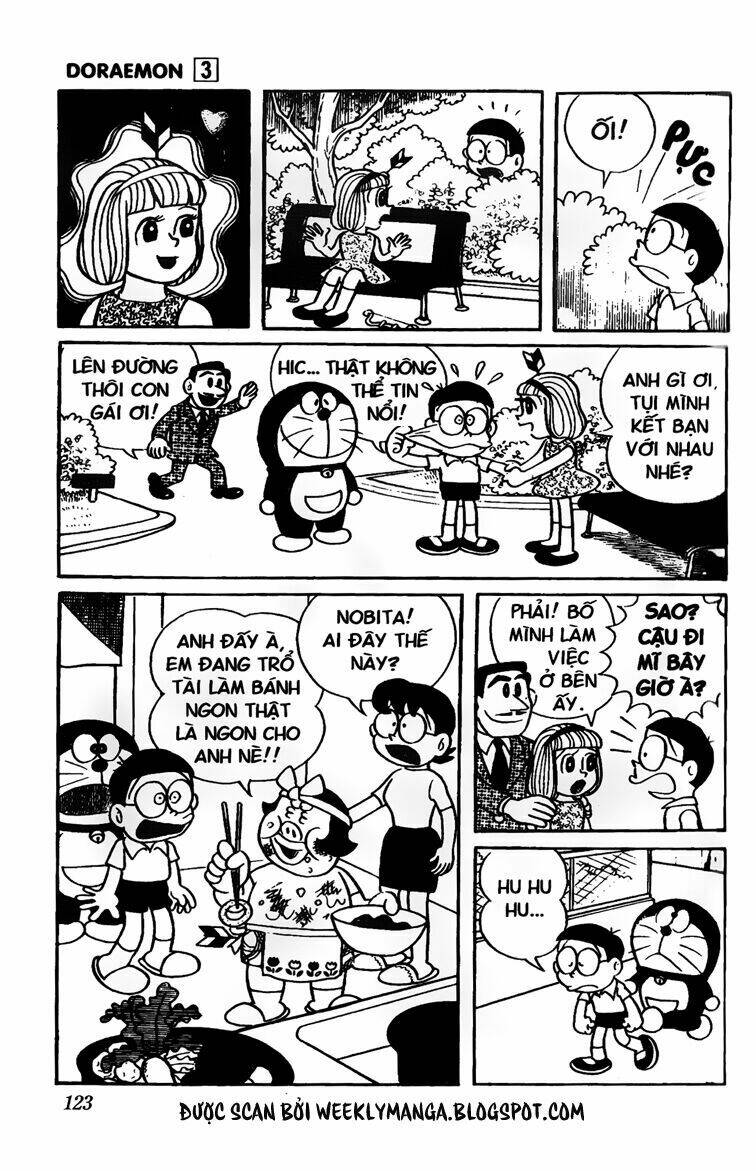 DORAEMON 3
ỐI!
PỰC
LÊN ĐƯỜNG
THÔI CON
GÁI ƠI!
HIC... THẬT KHÔNG
THỂ TIN
NỔI!
ANH GÌ ƠI,
TỤI MÌNH
KẾT BẠN
VỚI NHAU
NHÉ?
ANH ĐẤY À,
EM ĐANG TRỔ
TÀI LÀM BÁNH
NGON THẬT
LÀ NGON CHO
ANH NÈ!!
NOBITA!
AI ĐÂY THẾ
NÀY?
PHẢI! BỐ
MÌNH LÀM
VIỆC
Ở BÊN
ẤY.
SAO?
CẬU ĐI
MĨ BÂY
GIỜ À?
HU HU
HU...
123
ĐƯỢC SCAN BỞI WEEKLYMANGA.BLOGSPOT.COM